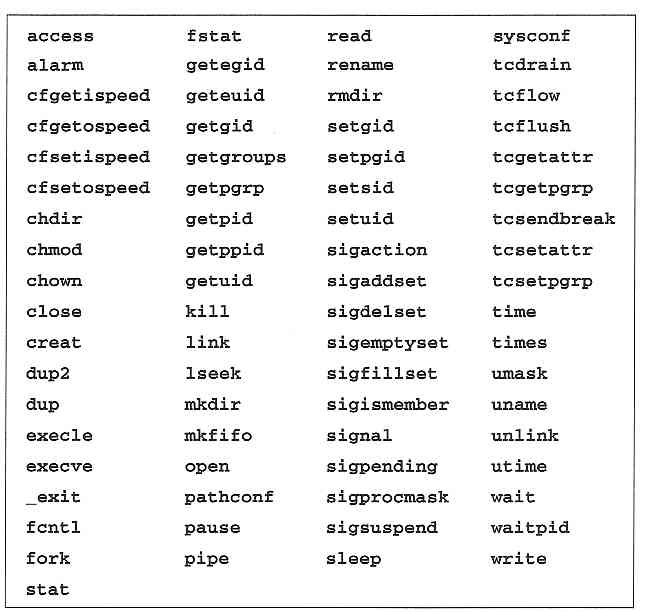 access fstat read sysconf
alarm getegid rename tcdrain
cfgetispeed geteuid rmdir tcflow
cfgetospeed getgid setgid tcflush
cfsetispeed getgroups setpgid tcgetattr
cfsetospeed getpgrp setsid tcgetpgrp
chdir getpid setuid tcsendbreak
chmod getppid sigaction tcsetattr
chown getuid sigaddset tcsetpgrp
close kill sigdelset time
creat link sigemptyset times
dup2 lseek sigfillset umask
dup mkdir sigismember uname
execle mkfifo signal unlink
execve open sigpending utime
_exit pathconf sigprocmask wait
fcntl pause sigsuspend waitpid
fork pipe sleep write
stat